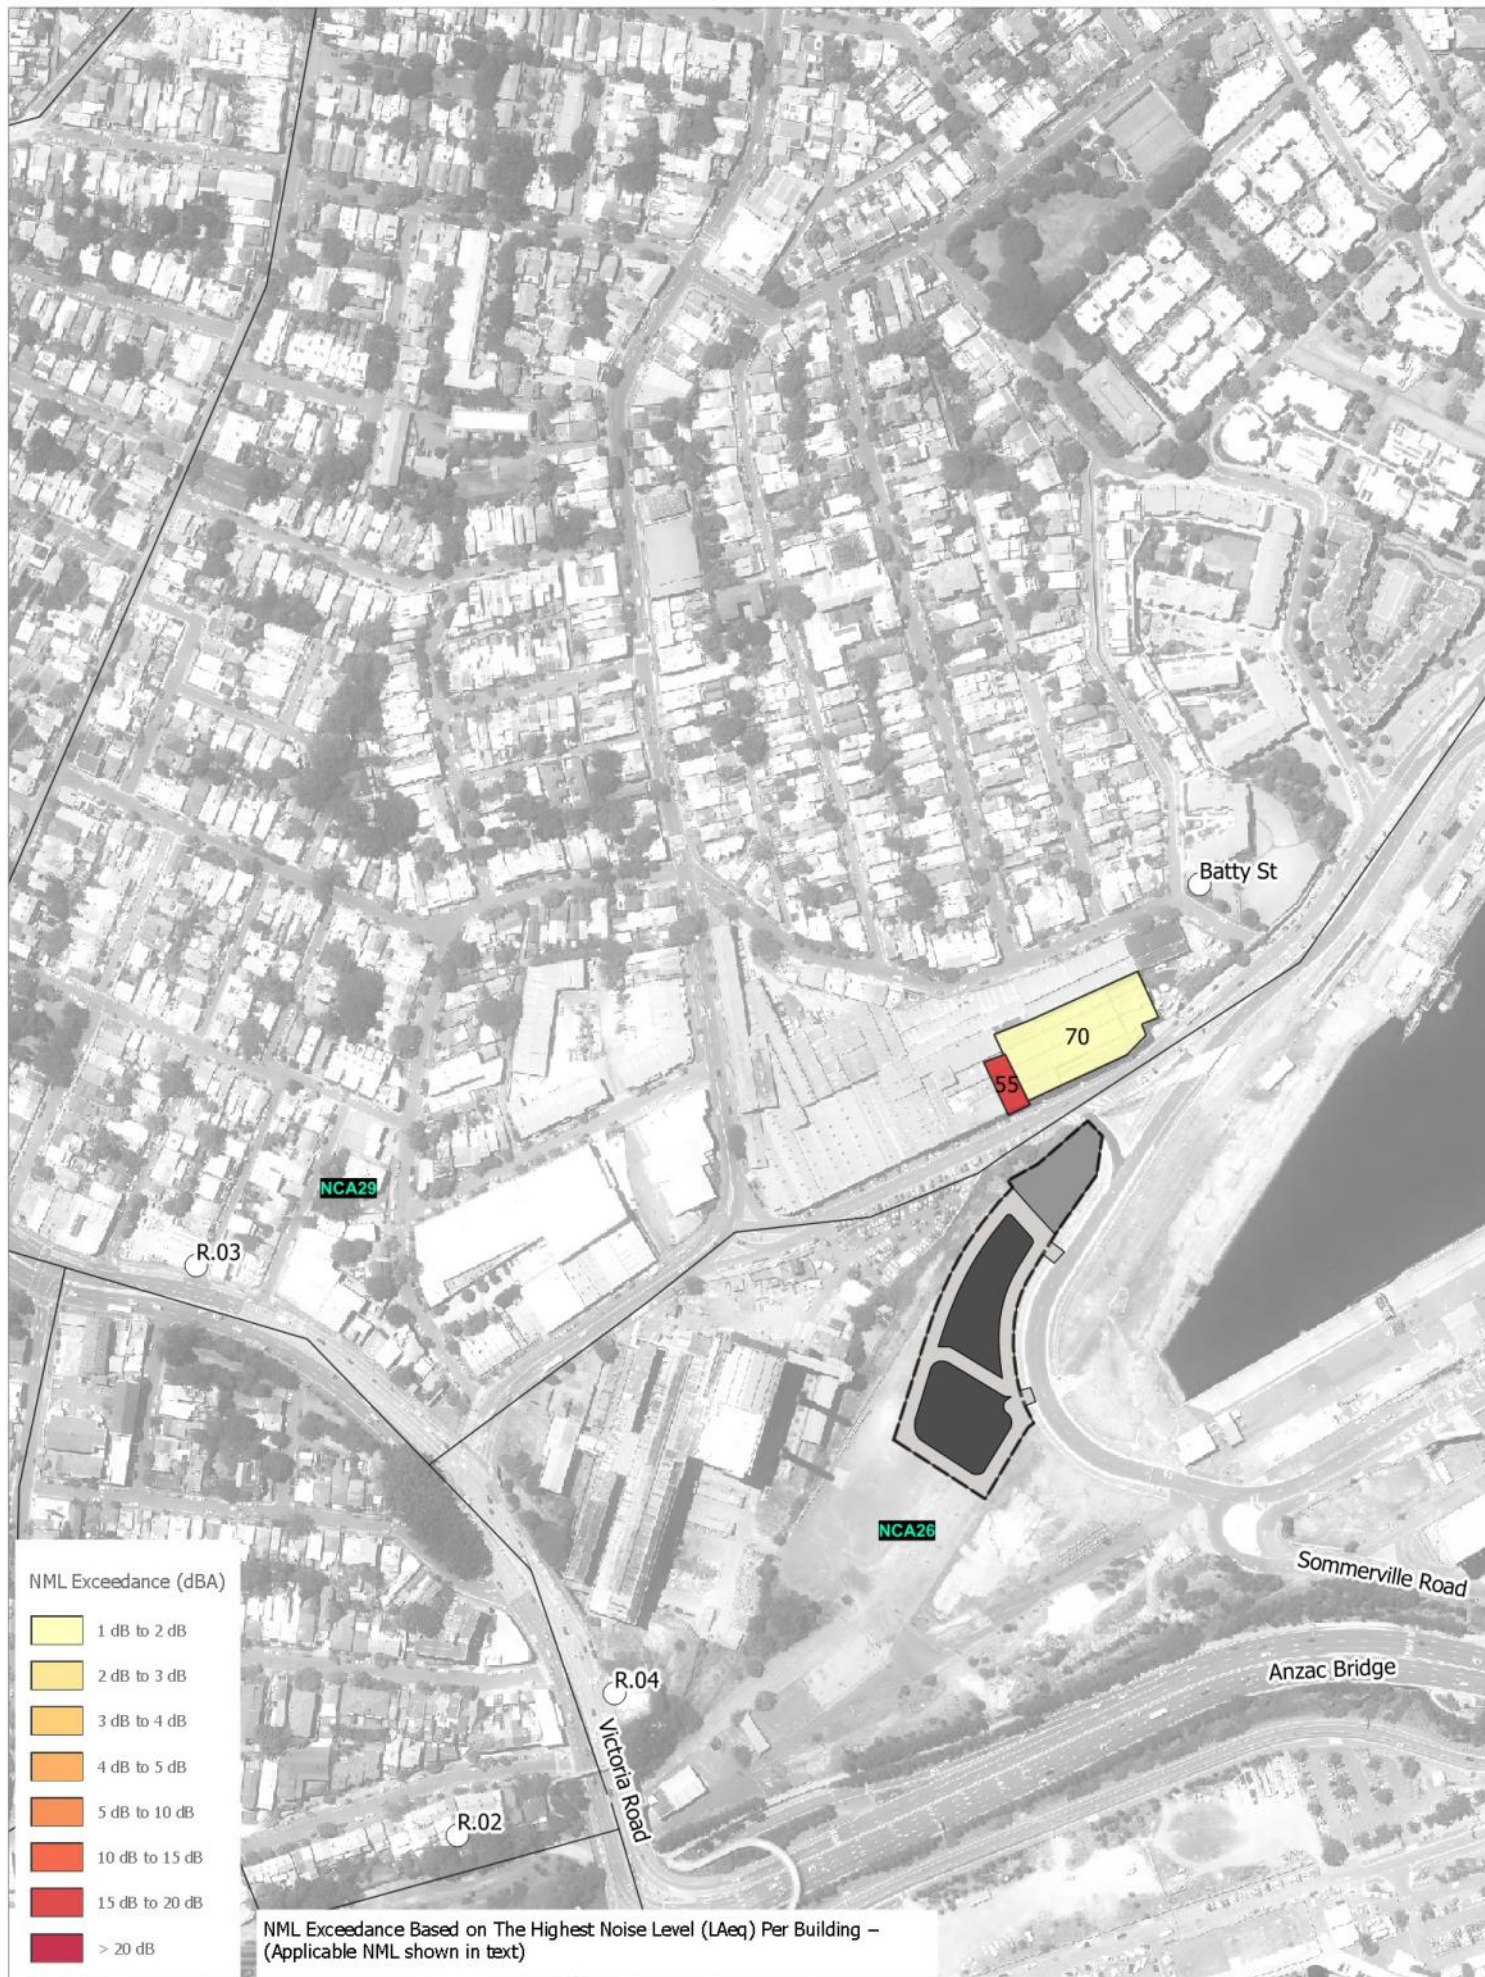 Batty St
70
55
NCA29
R.03
NCA26
Sommerville Road
Anzac Bridge
R.04
Victoria Road
R.02
NML Exceedance (dBA)
1 dB to 2 dB
2 dB to 3 dB
3 dB to 4 dB
4 dB to 5 dB
5 dB to 10 dB
10 dB to 15 dB
15 dB to 20 dB
> 20 dB
NML Exceedance Based on The Highest Noise Level (LAeq) Per Building –
(Applicable NML shown in text)